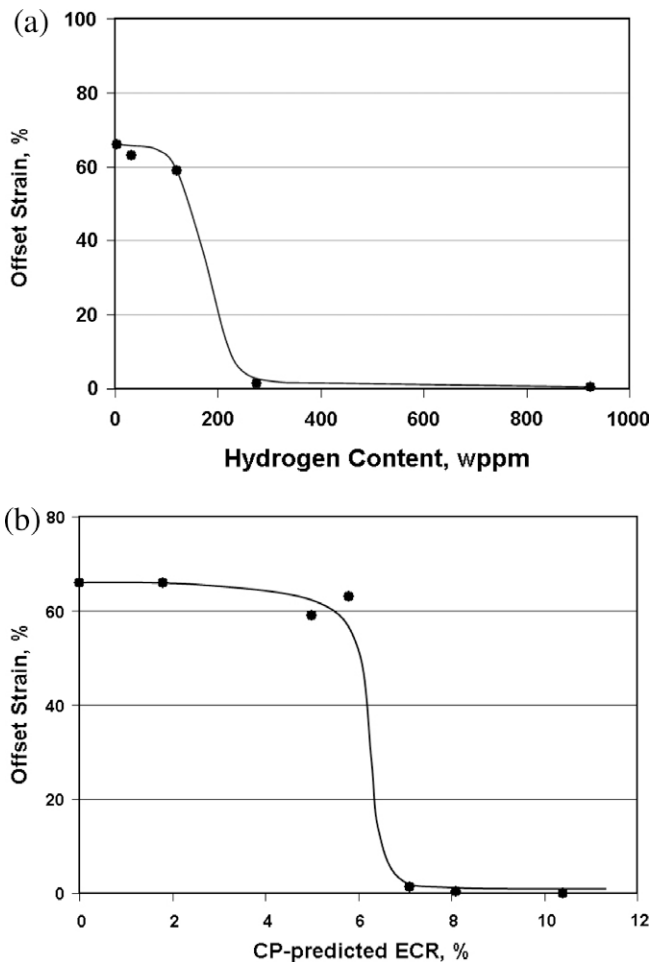 (a)
100
80
60
40
20
0
Offset Strain, %
0 200 400 600 800 1000
Hydrogen Content, wppm
(b)
80
60
40
20
0
Offset Strain, %
0 2 4 6 8 10 12
CP-predicted ECR, %